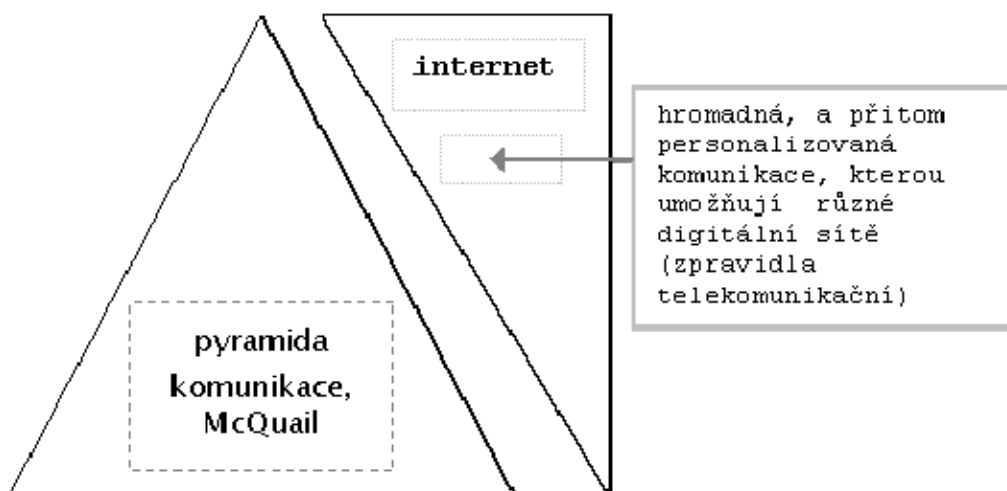 internet
hromadná, a přitom
personalizovaná
komunikace, kterou
umožňují různé
digitální sítě
(zpravidla
telekomunikační)
pyramida
komunikace,
McQuail